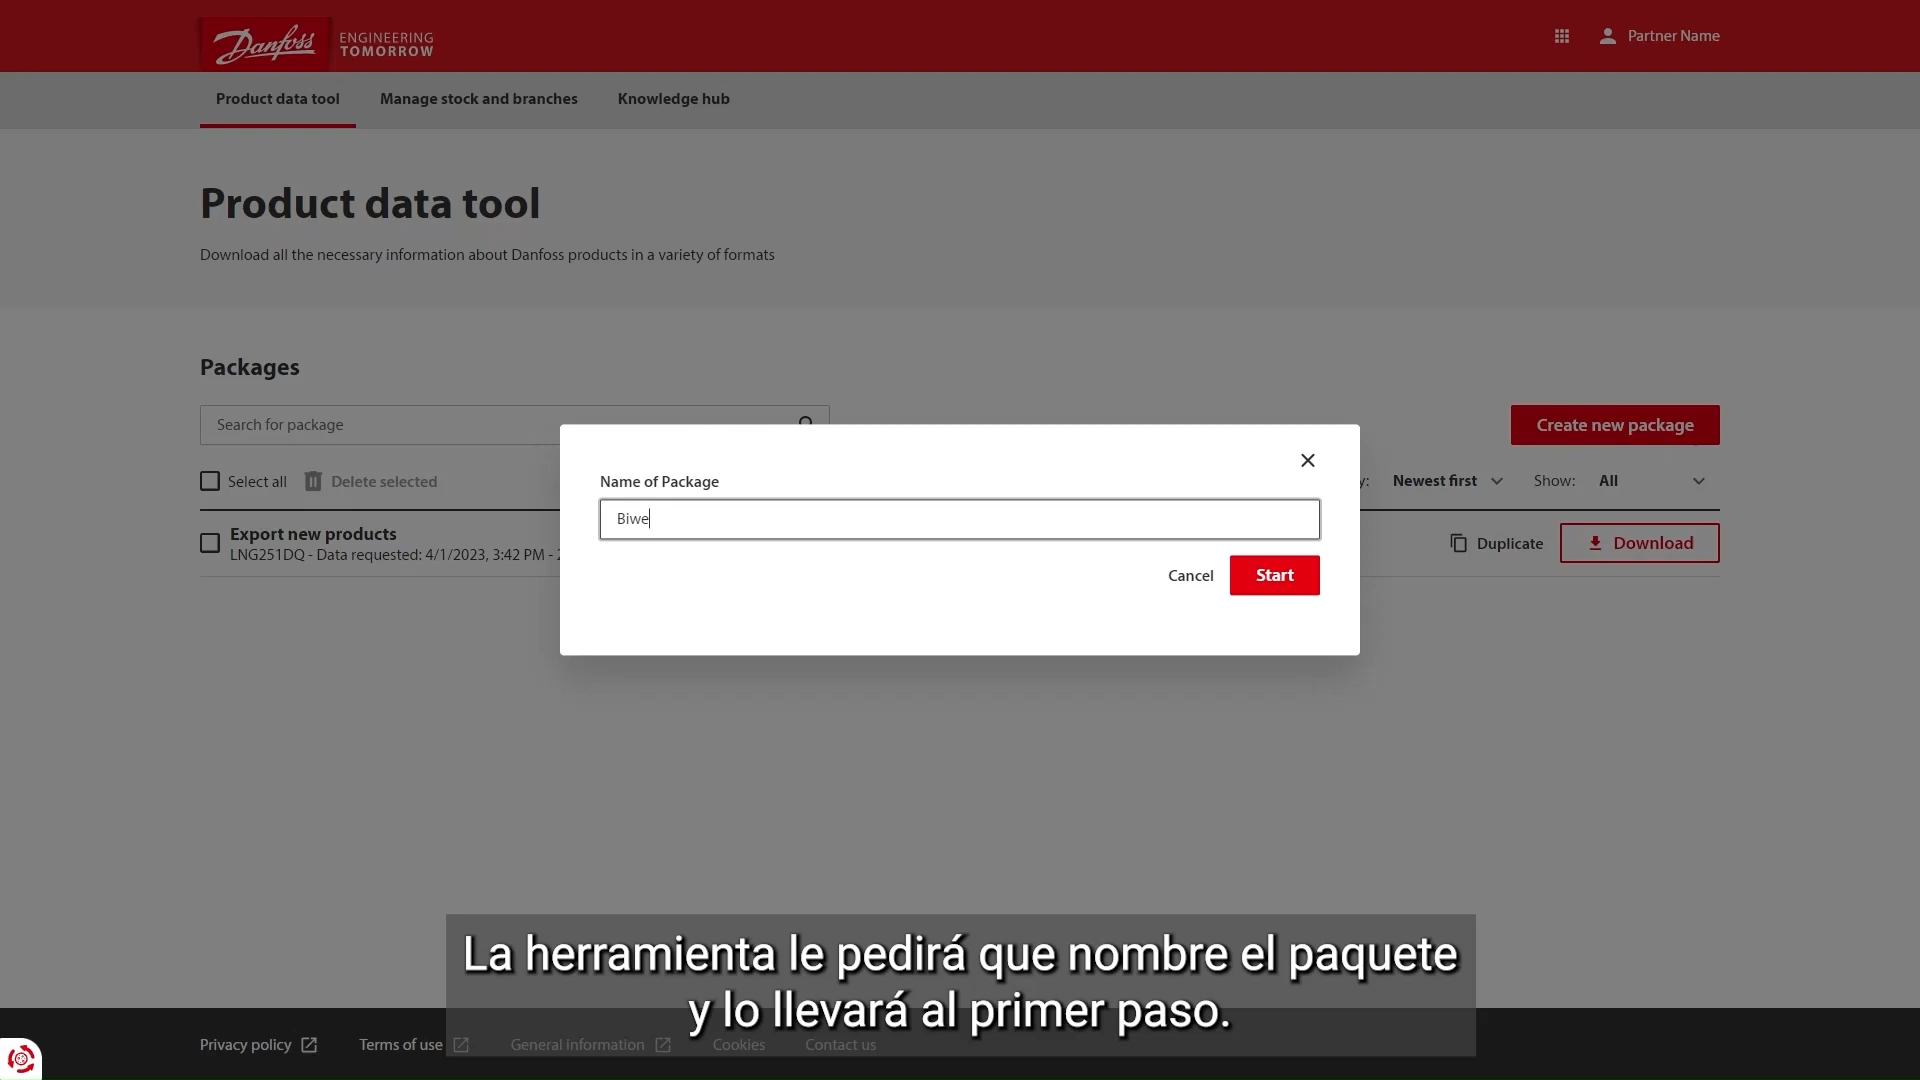 Danfoss
ENGINEERING
TOMORROW
Partner Name
Product data tool
Manage stock and branches
Knowledge hub
Product data tool
Download all the necessary information about Danfoss products in a variety of formats
Packages
Search for package
Create new package
Select all
Delete selected
y:
Newest first
Show:
All
Export new products
LNG251DQ - Data requested: 4/1/2023, 3:42 PM -
Duplicate
Download
Name of Package
Biwe
Cancel
Start
La herramienta le pedirá que nombre el paquete
y lo llevará al primer paso.
Privacy policy
Terms of use
General information
Cookies
Contact us